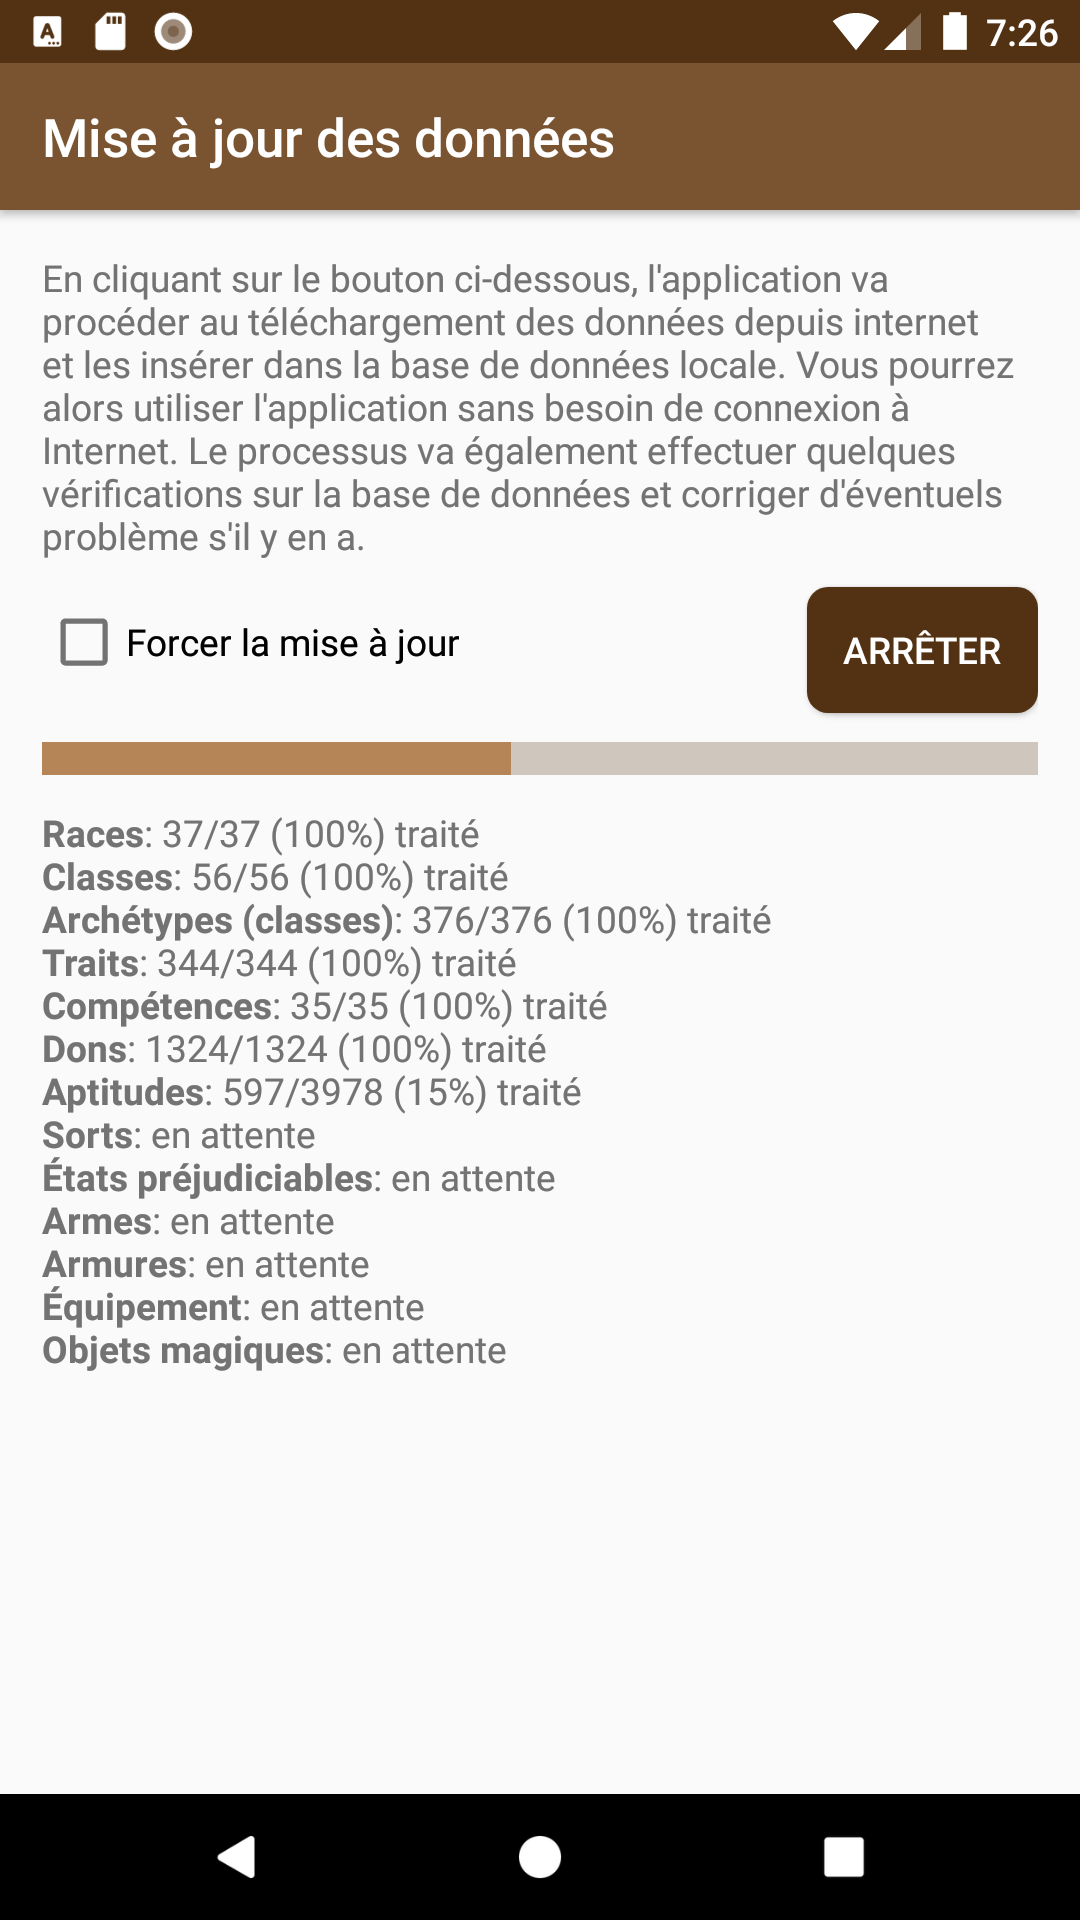 7:26
Mise à jour des données
En cliquant sur le bouton ci-dessous, l'application va
procéder au téléchargement des données depuis internet
et les insérer dans la base de données locale. Vous pourrez
alors utiliser l'application sans besoin de connexion à
Internet. Le processus va également effectuer quelques
vérifications sur la base de données et corriger d'éventuels
problème s'il y en a.
Forcer la mise à jour
ARRÊTER
Races: 37/37 (100%) traité
Classes: 56/56 (100%) traité
Archétypes (classes): 376/376 (100%) traité
Traits: 344/344 (100%) traité
Compétences: 35/35 (100%) traité
Dons: 1324/1324 (100%) traité
Aptitudes: 597/3978 (15%) traité
Sorts: en attente
États préjudiciables: en attente
Armes: en attente
Armures: en attente
Équipement: en attente
Objets magiques: en attente